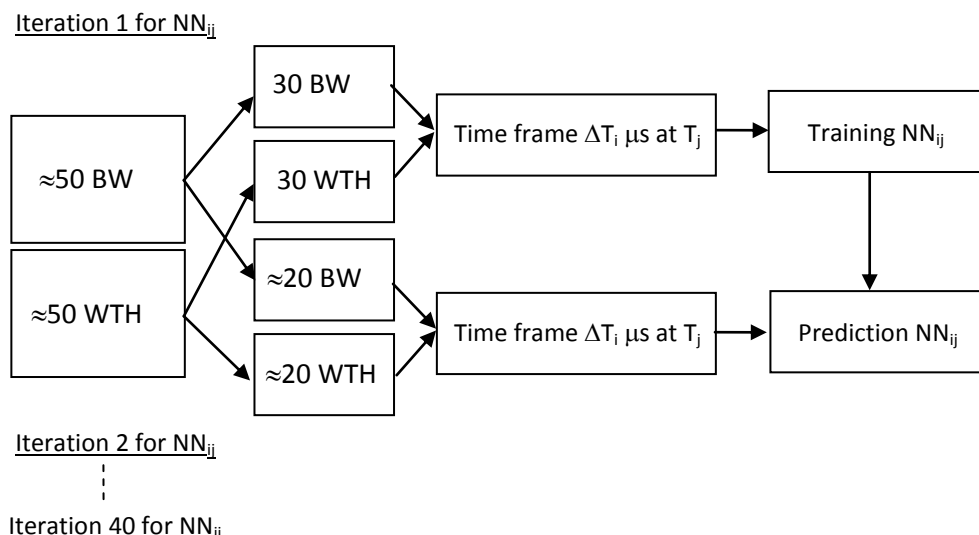 Iteration 1 for NNij
≈50 BW
≈50 WTH
30 BW
30 WTH
≈20 BW
≈20 WTH
Time frame ΔTi μs at Tj
Time frame ΔTi μs at Tj
Training NNij
Prediction NNij
Iteration 2 for NNij
Iteration 40 for NNij